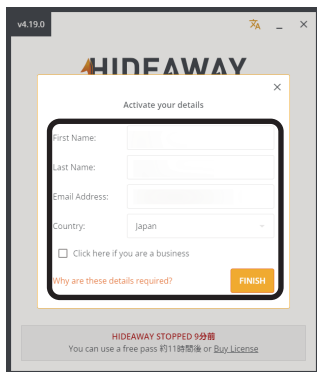 v4.19.0
HIDEAWAY
Activate your details
First Name:
Last Name:
Email Address:
Country:
Japan
Click here if you are a business
Why are these details required?
FINISH
HIDEAWAY STOPPED 9分前
You can use a free pass 約11時間後 or Buy License